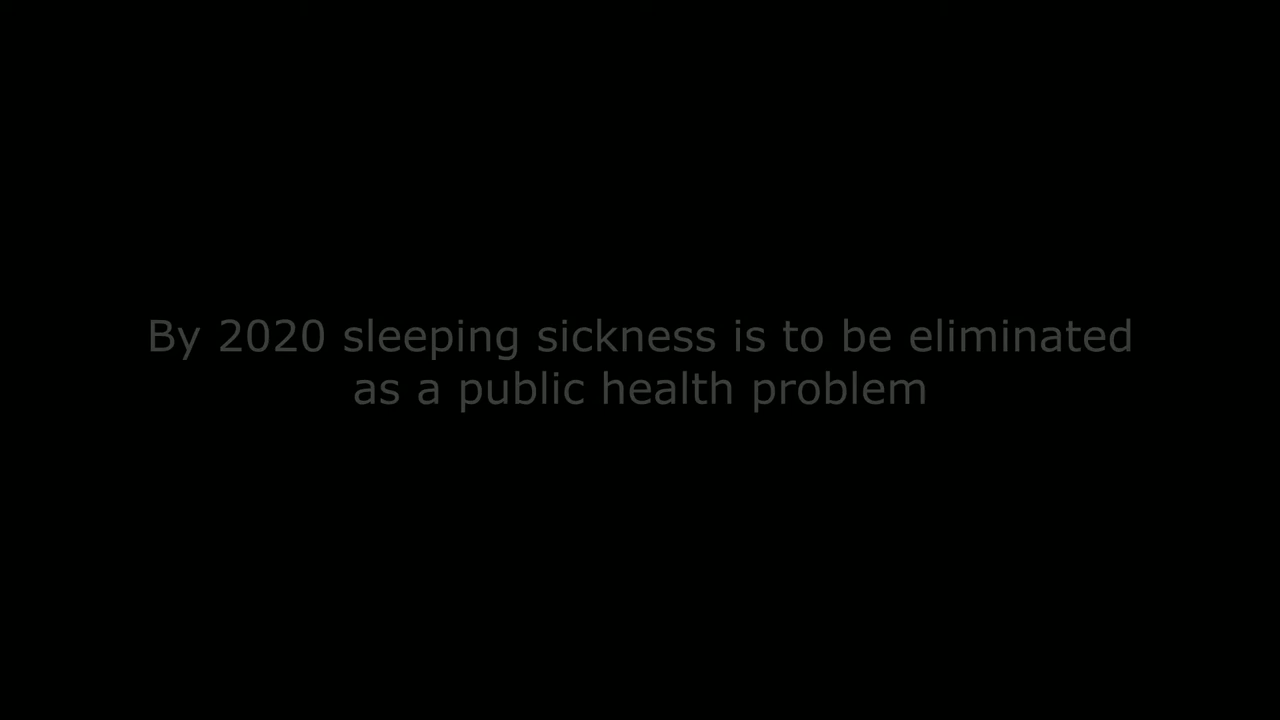 By 2020 sleeping sickness is to be eliminated
as a public health problem